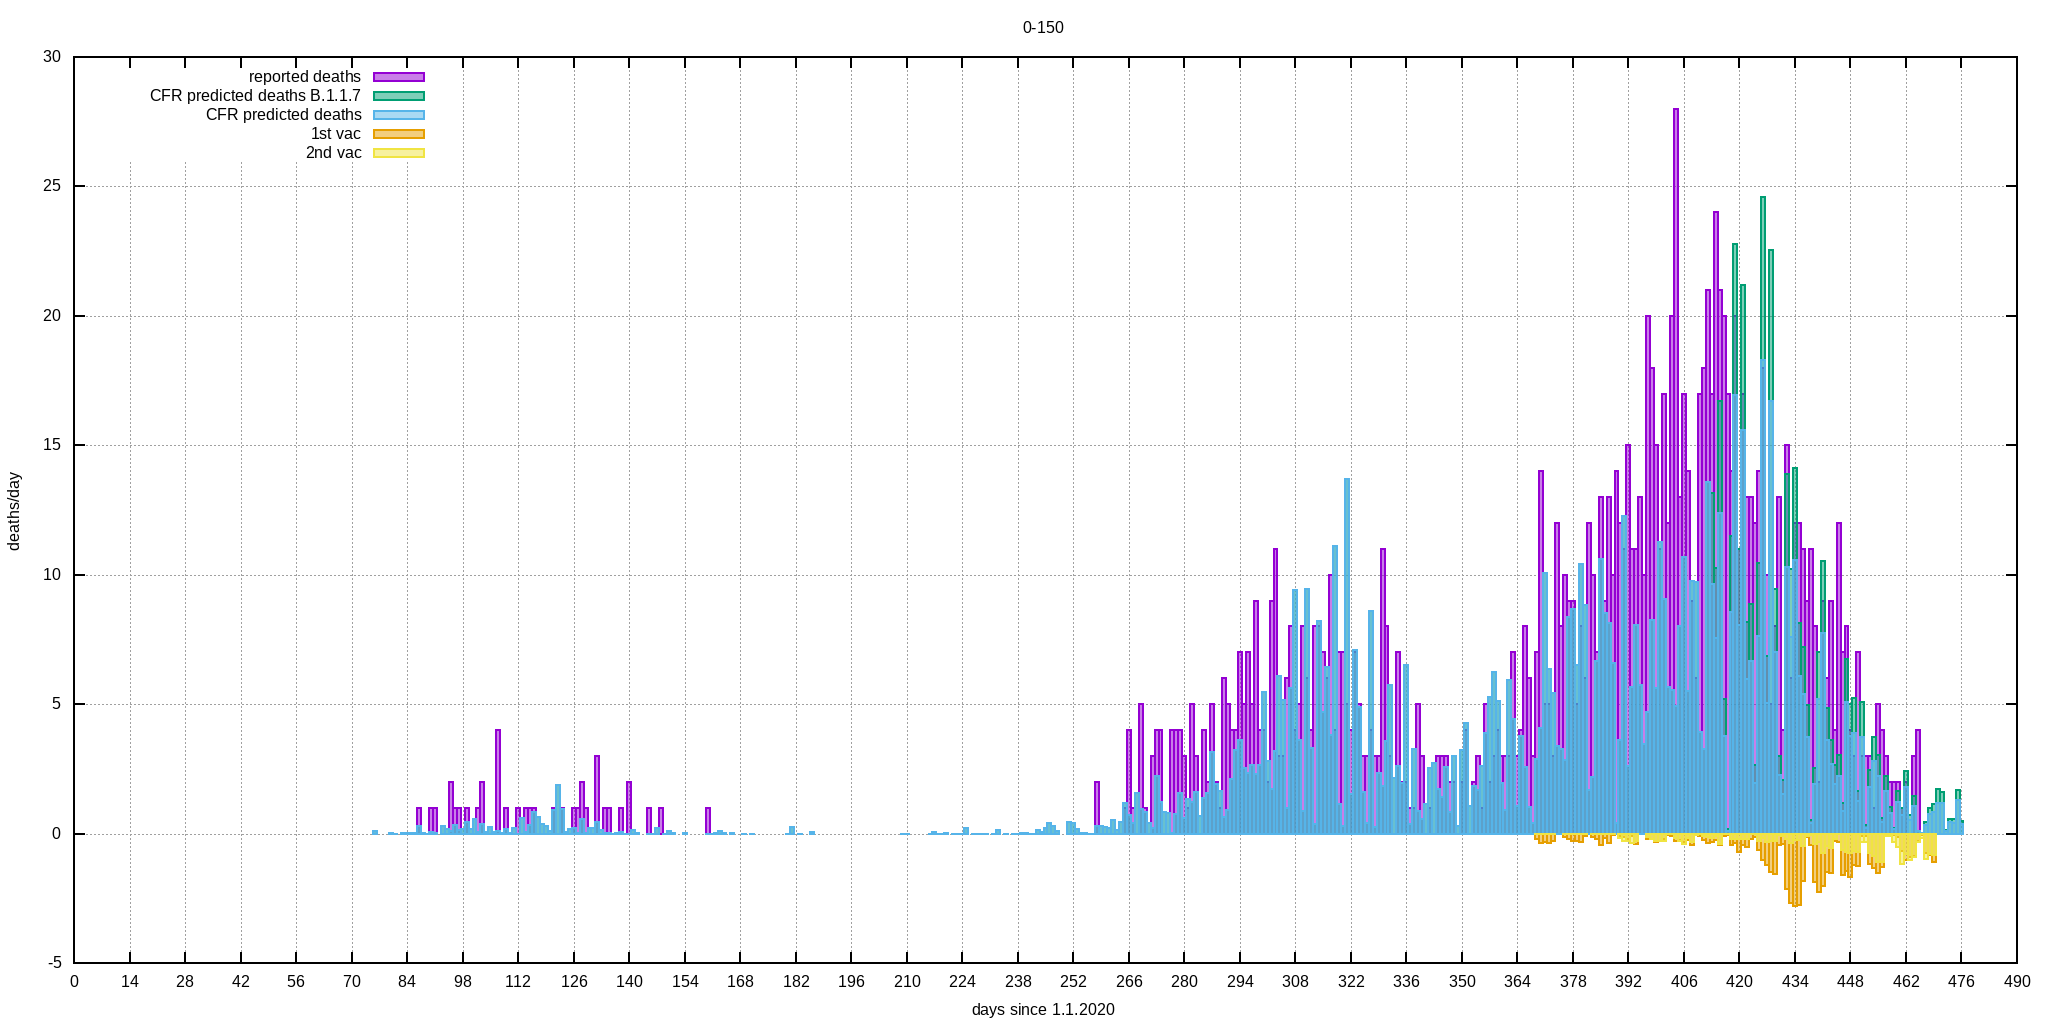 0-150
30
25
20
15
10
5
0
-5
reported deaths
CFR predicted deaths B.1.1.7
CFR predicted deaths
1st vac
2nd vac
deaths/day
0 14 28 42 56 70 84 98 112 126 140 154 168 182 196 210 224 238 252 266 280 294 308 322 336 350 364 378 392 406 420 434 448 462 476 490
days since 1.1.2020